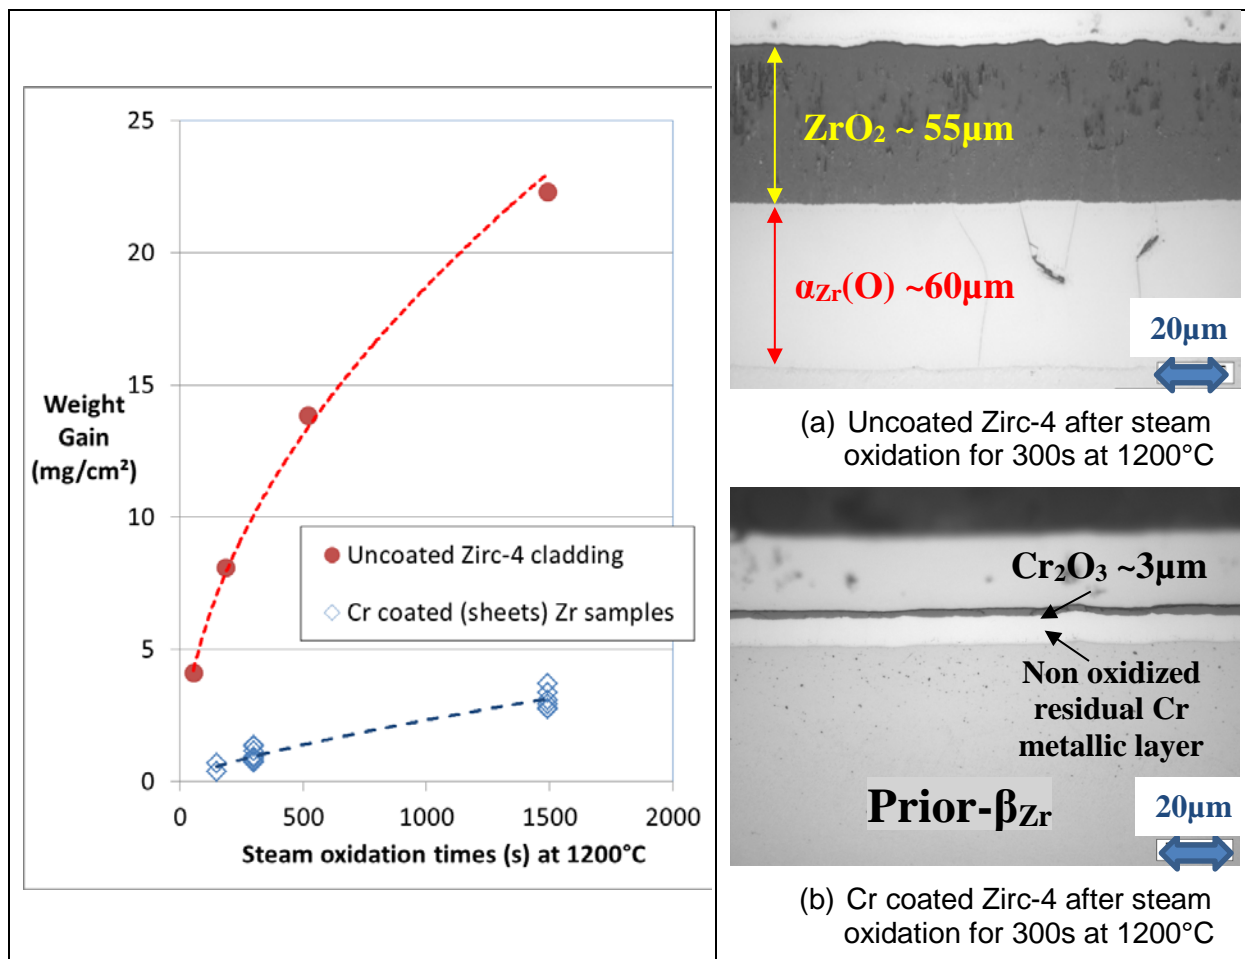 25
20
15
10
5
0
Weight
Gain
(mg/cm²)
Uncoated Zirc-4 cladding
Cr coated (sheets) Zr samples
0 500 1000 1500 2000
Steam oxidation times (s) at 1200°C
ZrO₂ ~ 55µm
αZr(O) ~60µm
20µm
(a) Uncoated Zirc-4 after steam
oxidation for 300s at 1200°C
Cr₂O₃ ~3µm
Non oxidized
residual Cr
metallic layer
Prior-βZr
20µm
(b) Cr coated Zirc-4 after steam
oxidation for 300s at 1200°C